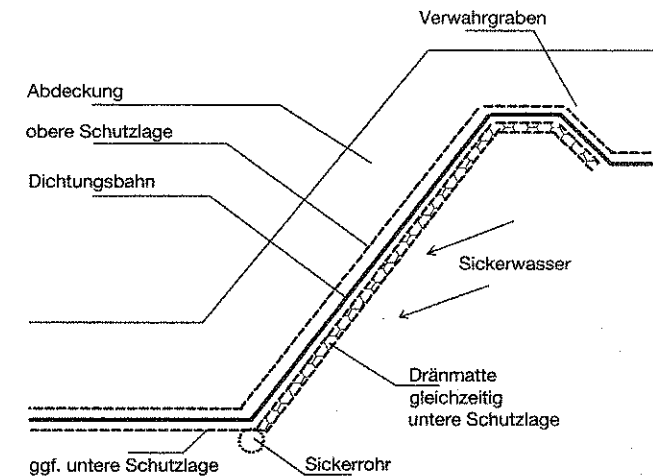 Verwahrgraben
Abdeckung
obere Schutzlage
Dichtungsbahn
Sickerwasser
Dränmatte
gleichzeitig
untere Schutzlage
ggf. untere Schutzlage
Sickerrohr